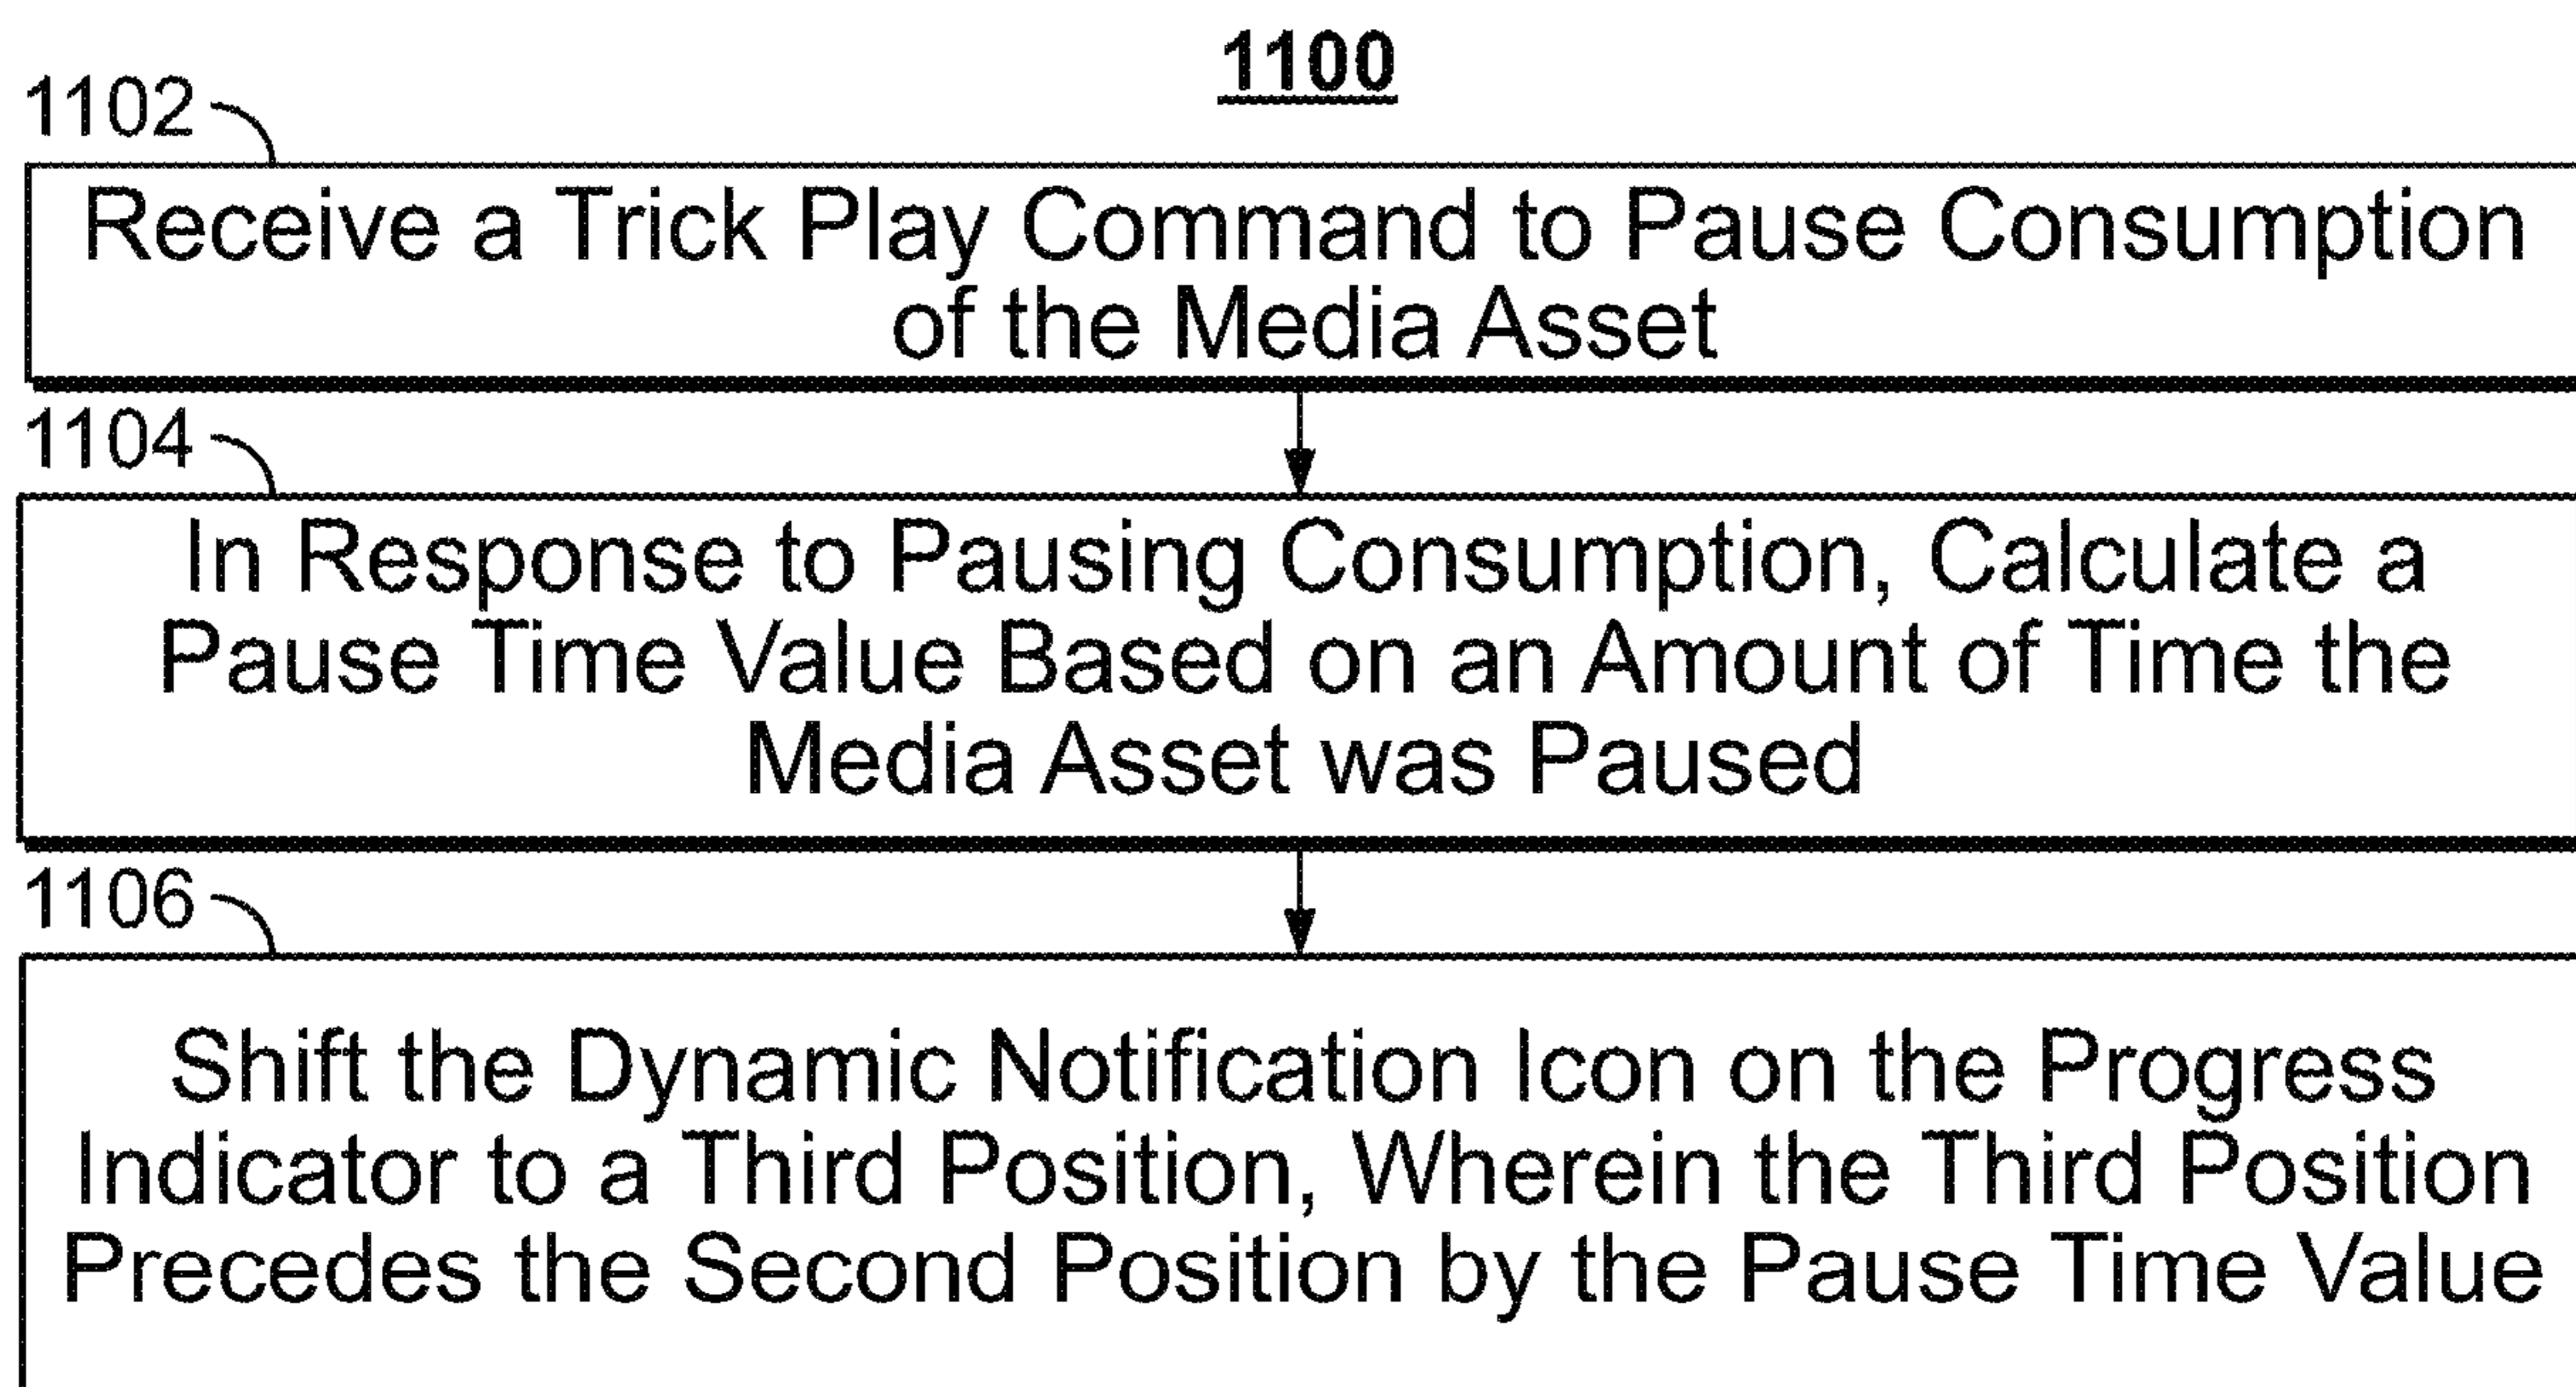 1100
1102
Receive a Trick Play Command to Pause Consumption
of the Media Asset
1104
In Response to Pausing Consumption, Calculate a
Pause Time Value Based on an Amount of Time the
Media Asset was Paused
1106
Shift the Dynamic Notification Icon on the Progress
Indicator to a Third Position, Wherein the Third Position
Precedes the Second Position by the Pause Time Value